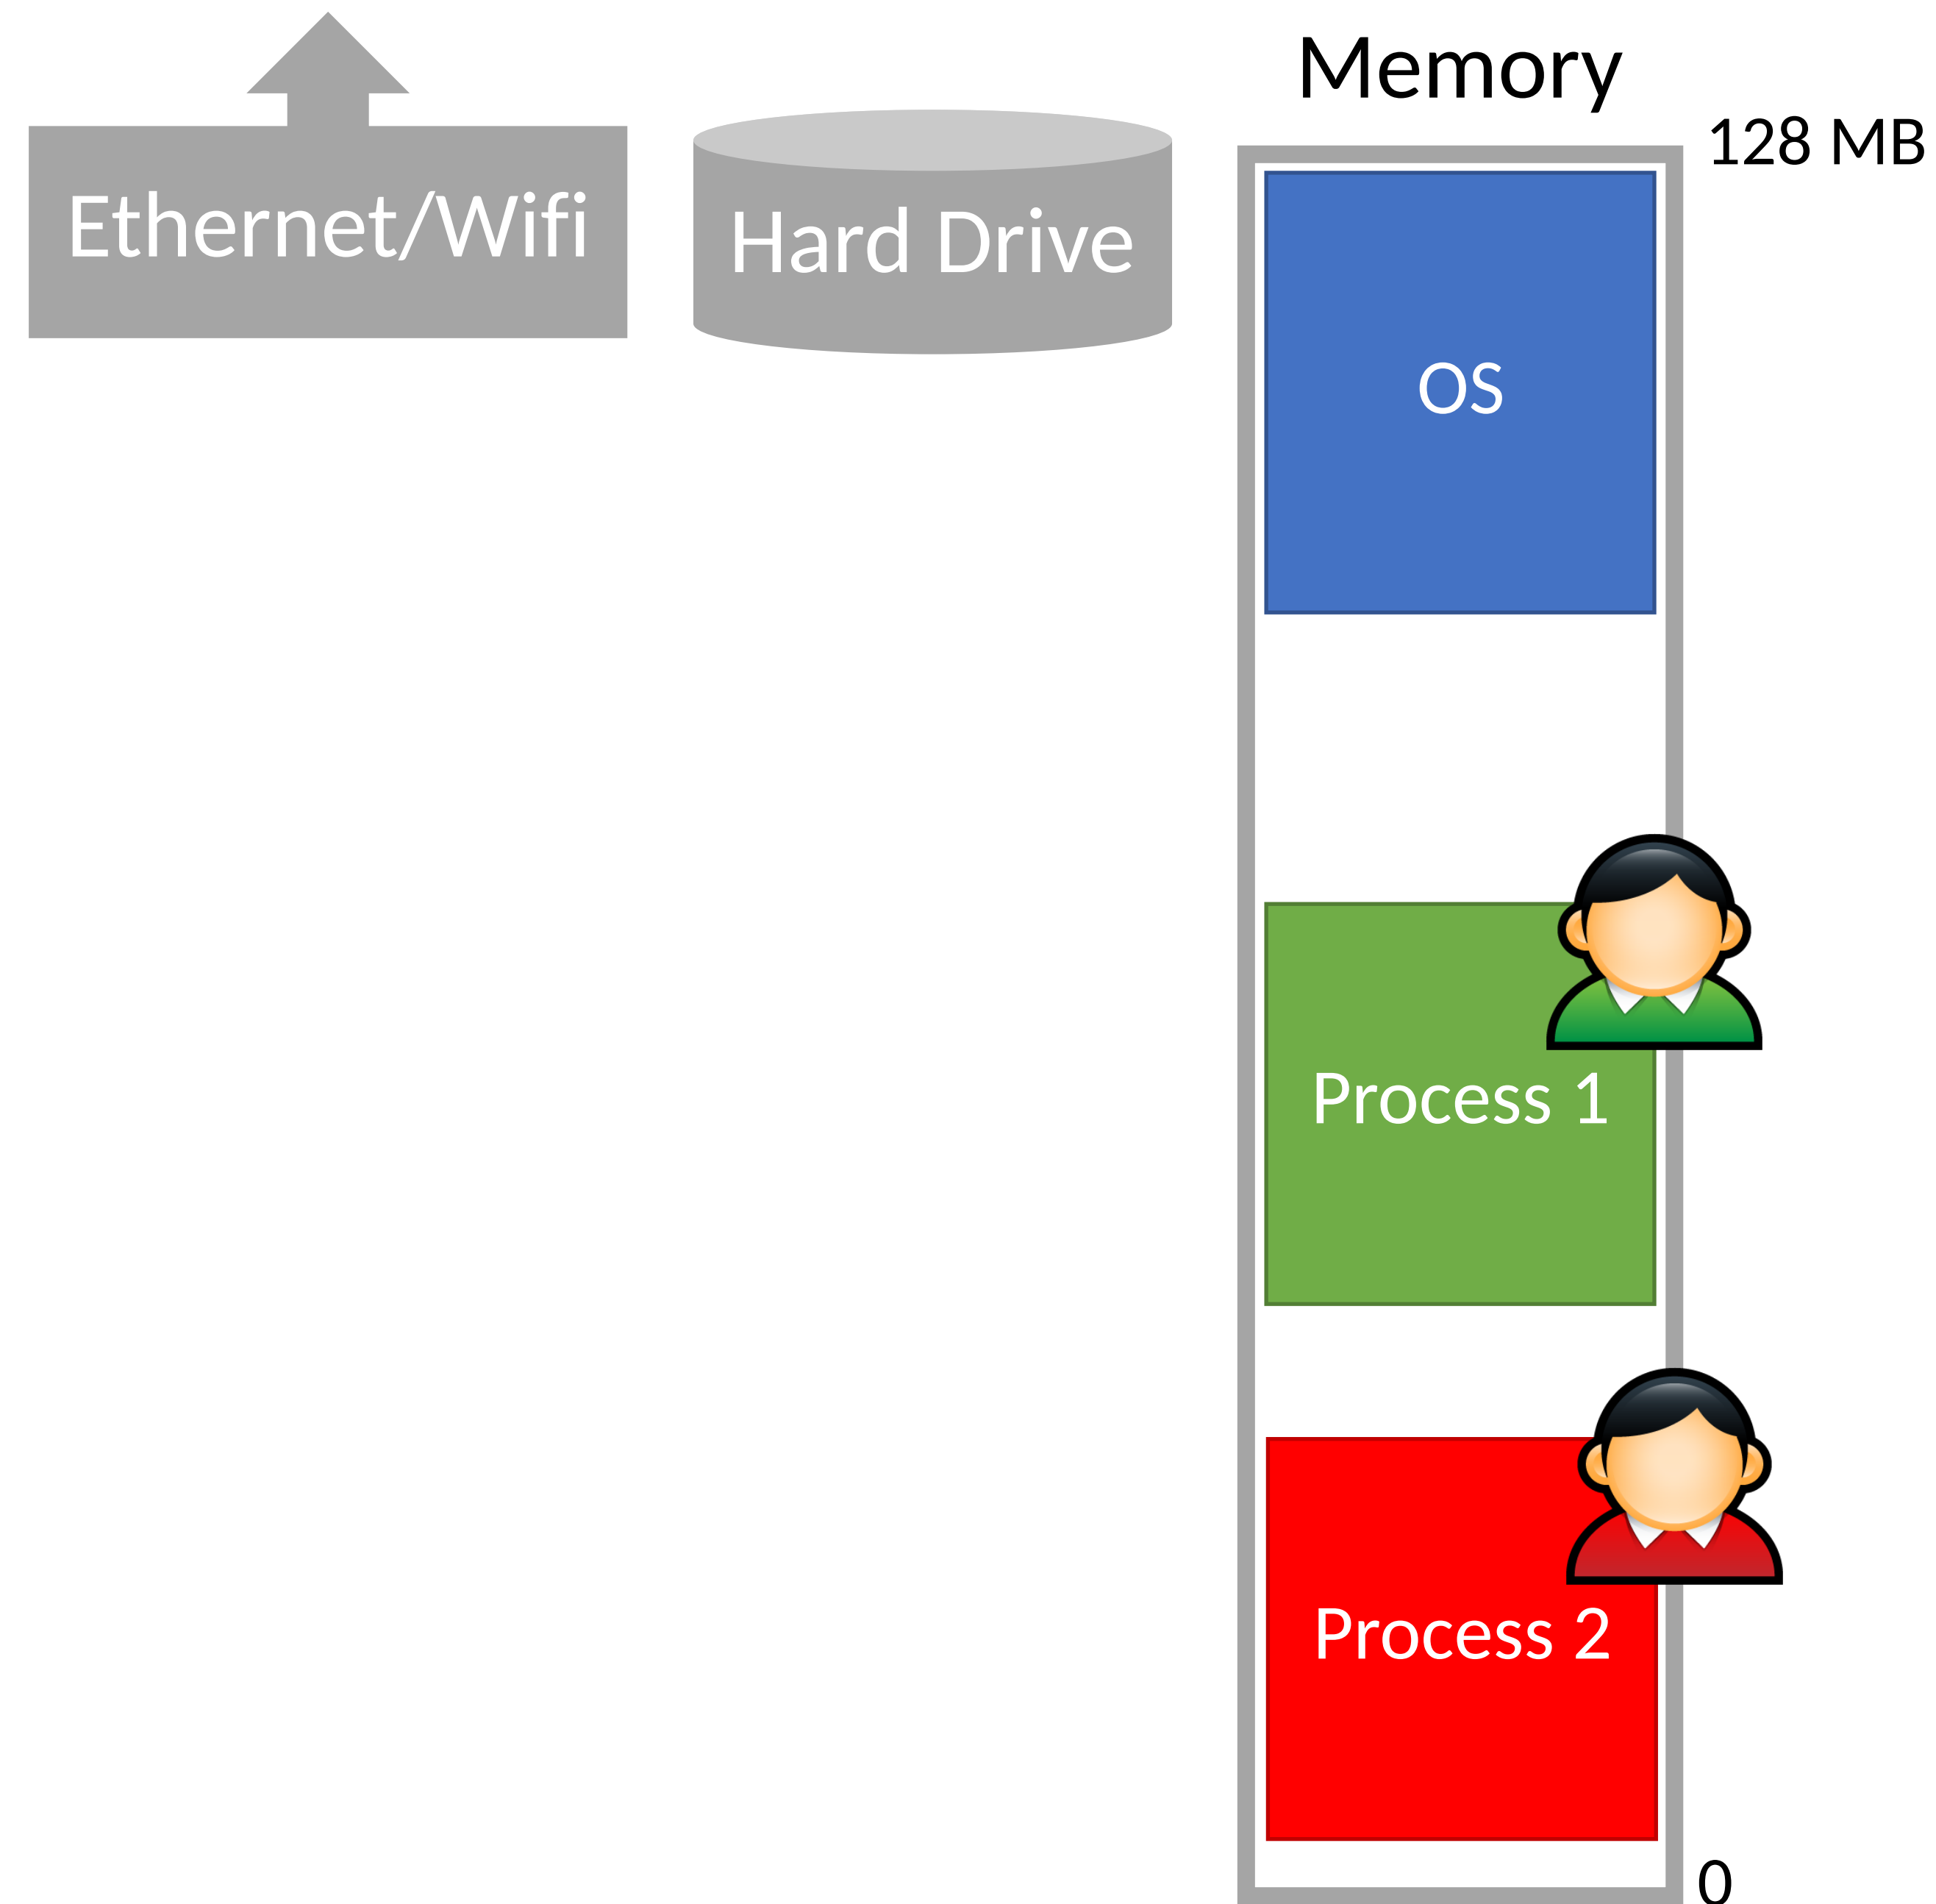 Memory
128 MB
Ethernet/Wifi
Hard Drive
OS
Process 1
Process 2
0